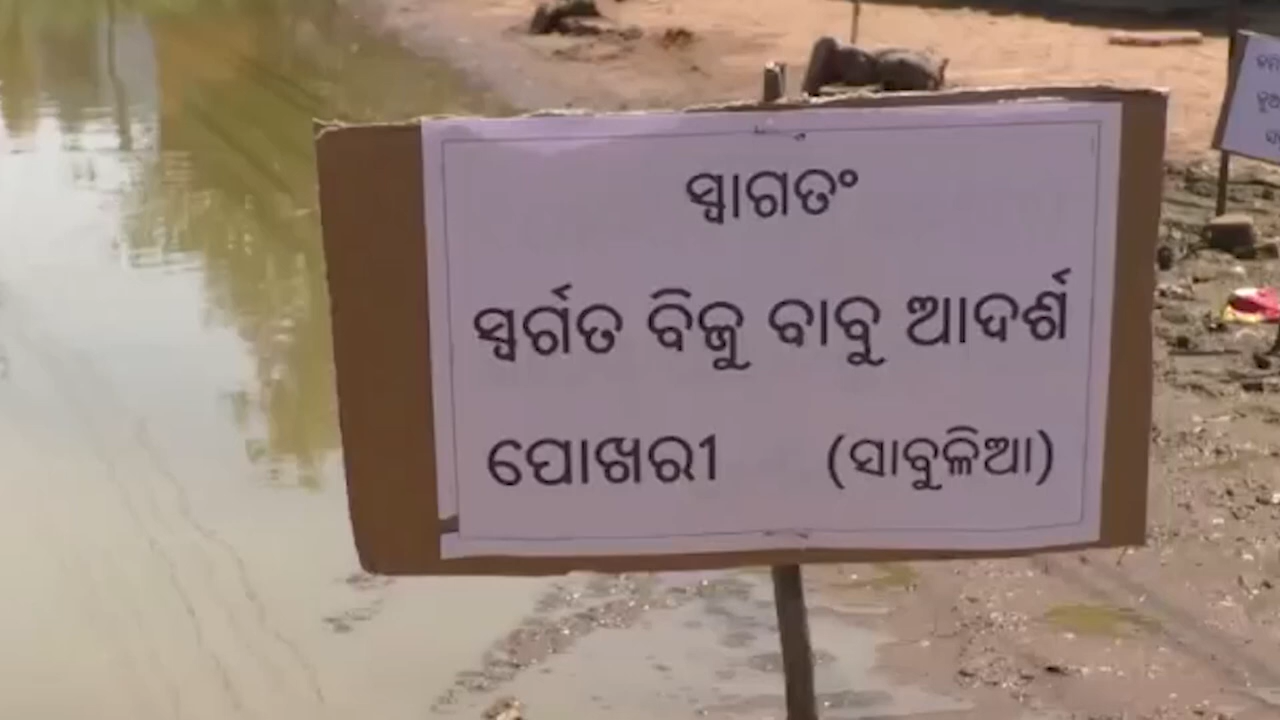 ସ୍ୱାଗତଂ
ସ୍ୱର୍ଗତ ବିଜୁ ବାବୁ ଆଦର୍ଶ
ପୋଖରୀ (ସାବୁଳିଆ)